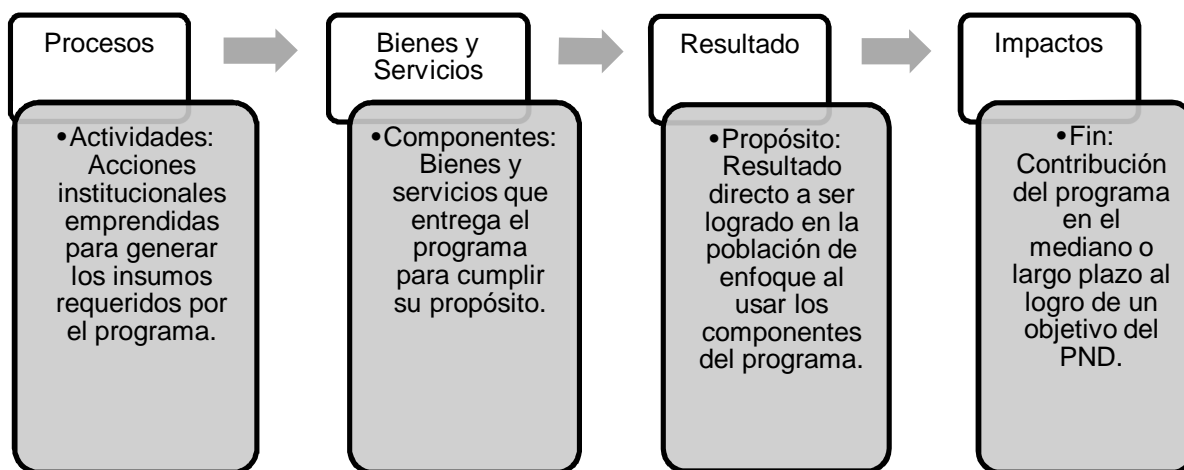 Procesos
•Actividades:
Acciones
institucionales
emprendidas
para generar
los insumos
requeridos por
el programa.
Bienes y
Servicios
•Componentes:
Bienes y
servicios que
entrega el
programa
para cumplir
su propósito.
Resultado
•Propósito:
Resultado
directo a ser
logrado en la
población de
enfoque al
usar los
componentes
del programa.
Impactos
•Fin:
Contribución
del programa
en el
mediano o
largo plazo al
logro de un
objetivo del
PND.